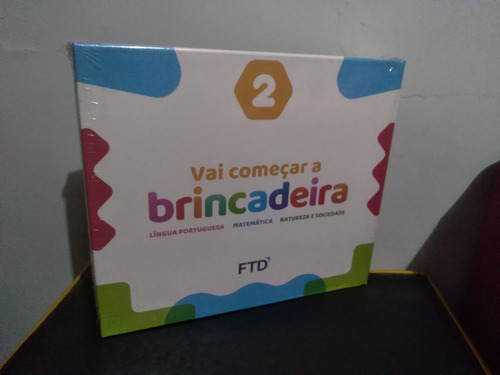 2
Vai começar a
brincadeira
LÍNGUA PORTUGUESA MATEMÁTICA NATUREZA E SOCIEDADE
FTD